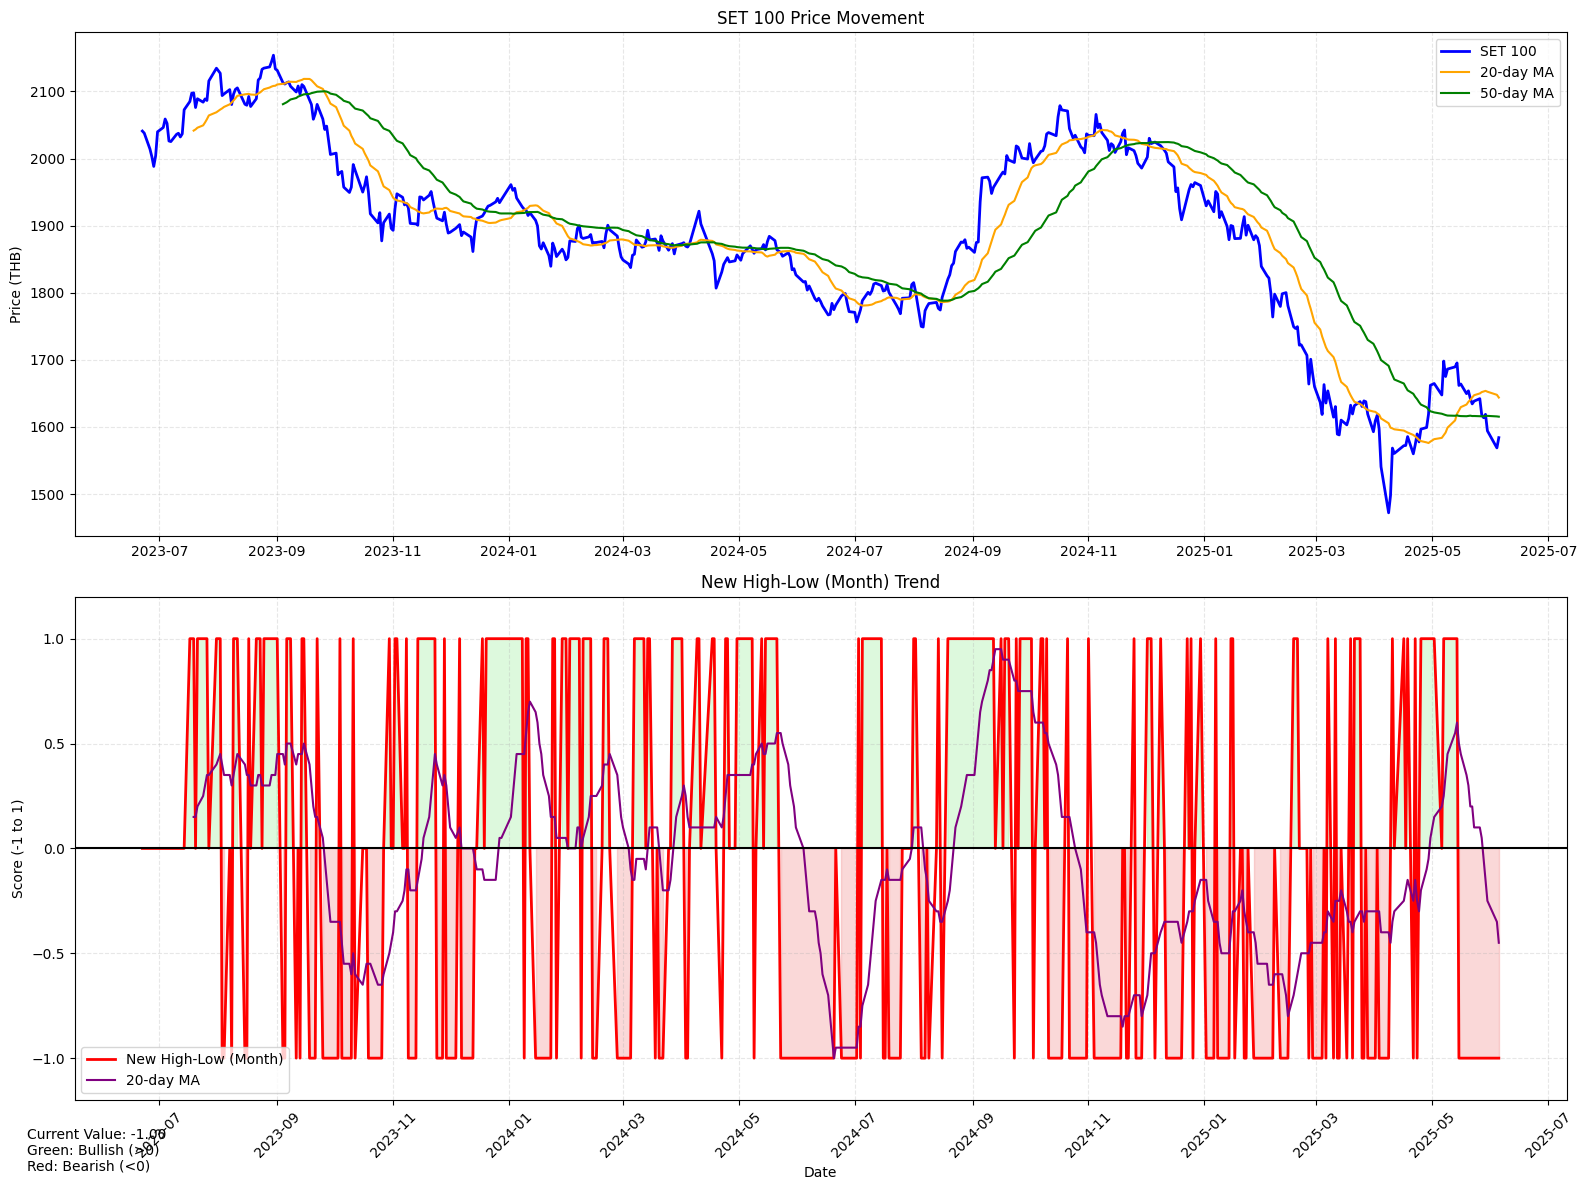 SET 100 Price Movement
SET 100
20-day MA
50-day MA
Price (THB)
2100
2000
1900
1800
1700
1600
1500
2023-07 2023-09 2023-11 2024-01 2024-03 2024-05 2024-07 2024-09 2024-11 2025-01 2025-03 2025-05 2025-07
New High-Low (Month) Trend
Score (-1 to 1)
1.0
0.5
0.0
−0.5
−1.0
New High-Low (Month)
20-day MA
2023-07 2023-09 2023-11 2024-01 2024-03 2024-05 2024-07 2024-09 2024-11 2025-01 2025-03 2025-05 2025-07
Date
Current Value: -1.00
Green: Bullish (>0)
Red: Bearish (<0)